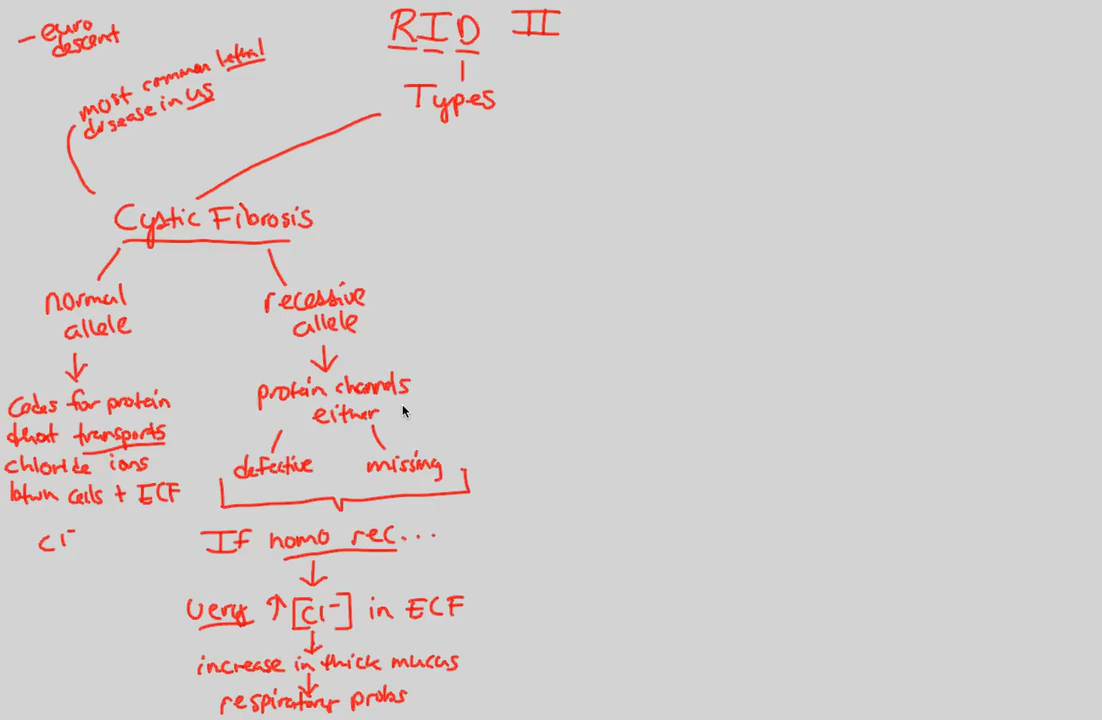 RID II
Types
- euro
descent
most common lethal
disease in US
Cystic Fibrosis
normal
allele
codes for protein
that transports
chloride ions
btwn cells + ECF
Cl⁻
recessive
allele
protein channels
either
defective
missing
If homo rec...
very ↑ [Cl⁻] in ECF
increase in thick mucus
respiratory probs